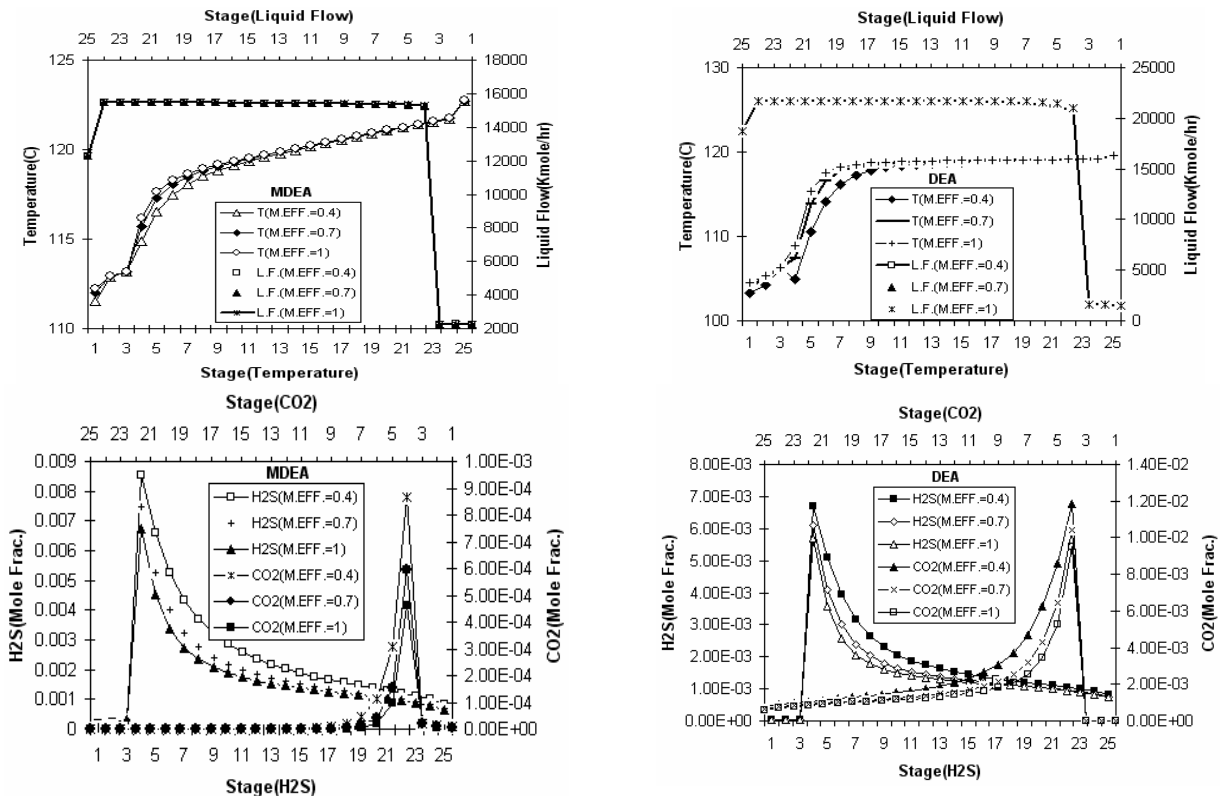 Stage(Liquid Flow)
25 23 21 19 17 15 13 11 9 7 5 3 1
125
120
115
110
Temperature(C)
18000
16000
14000
12000
10000
8000
6000
4000
2000
Liquid Flow(Kmole/hr)
MDEA
T(M.EFF.=0.4)
T(M.EFF.=0.7)
T(M.EFF.=1)
L.F.(M.EFF.=0.4)
L.F.(M.EFF.=0.7)
L.F.(M.EFF.=1)
1 3 5 7 9 11 13 15 17 19 21 23 25
Stage(Temperature)
Stage(Liquid Flow)
25 23 21 19 17 15 13 11 9 7 5 3 1
130
120
110
100
Temperature(C)
25000
20000
15000
10000
5000
0
Liquid Flow(Kmole/hr)
DEA
T(M.EFF.=0.4)
T(M.EFF.=0.7)
T(M.EFF.=1)
L.F.(M.EFF.=0.4)
L.F.(M.EFF.=0.7)
L.F.(M.EFF.=1)
1 3 5 7 9 11 13 15 17 19 21 23 25
Stage(Temperature)
Stage(CO2)
25 23 21 19 17 15 13 11 9 7 5 3 1
0.009
0.008
0.007
0.006
0.005
0.004
0.003
0.002
0.001
0
H2S(Mole Frac.)
1.00E-03
9.00E-04
8.00E-04
7.00E-04
6.00E-04
5.00E-04
4.00E-04
3.00E-04
2.00E-04
1.00E-04
0.00E+00
CO2(Mole Frac.)
MDEA
H2S(M.EFF.=0.4)
H2S(M.EFF.=0.7)
H2S(M.EFF.=1)
CO2(M.EFF.=0.4)
CO2(M.EFF.=0.7)
CO2(M.EFF.=1)
1 3 5 7 9 11 13 15 17 19 21 23 25
Stage(H2S)
Stage(CO2)
25 23 21 19 17 15 13 11 9 7 5 3 1
8.00E-03
7.00E-03
6.00E-03
5.00E-03
4.00E-03
3.00E-03
2.00E-03
1.00E-03
0.00E+00
H2S(Mole Frac.)
1.40E-02
1.20E-02
1.00E-02
8.00E-03
6.00E-03
4.00E-03
2.00E-03
0.00E+00
CO2(Mole Frac.)
DEA
H2S(M.EFF.=0.4)
H2S(M.EFF.=0.7)
H2S(M.EFF.=1)
CO2(M.EFF.=0.4)
CO2(M.EFF.=0.7)
CO2(M.EFF.=1)
1 3 5 7 9 11 13 15 17 19 21 23 25
Stage(H2S)